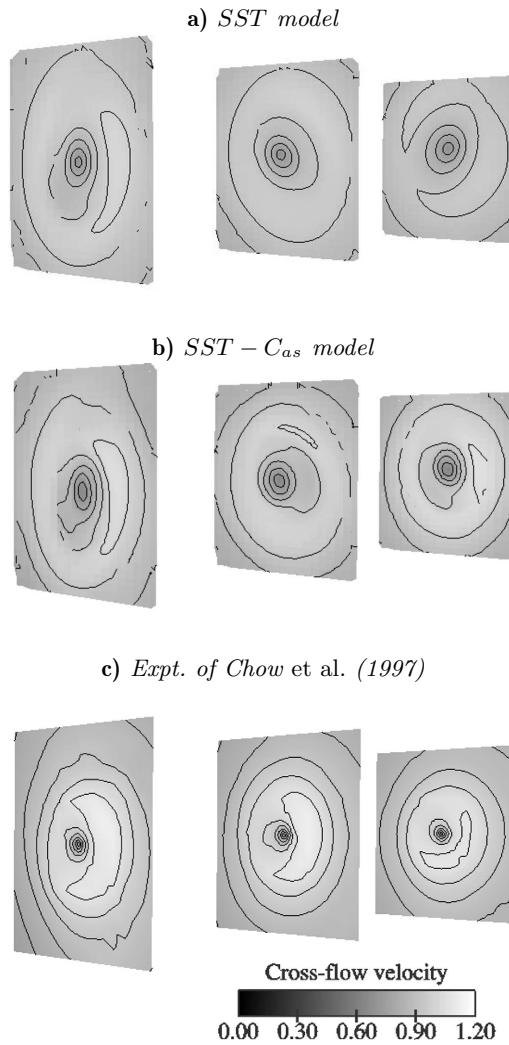 a) SST model
b) SST − C_as model
c) Expt. of Chow et al. (1997)
Cross-flow velocity
0.00 0.30 0.60 0.90 1.20